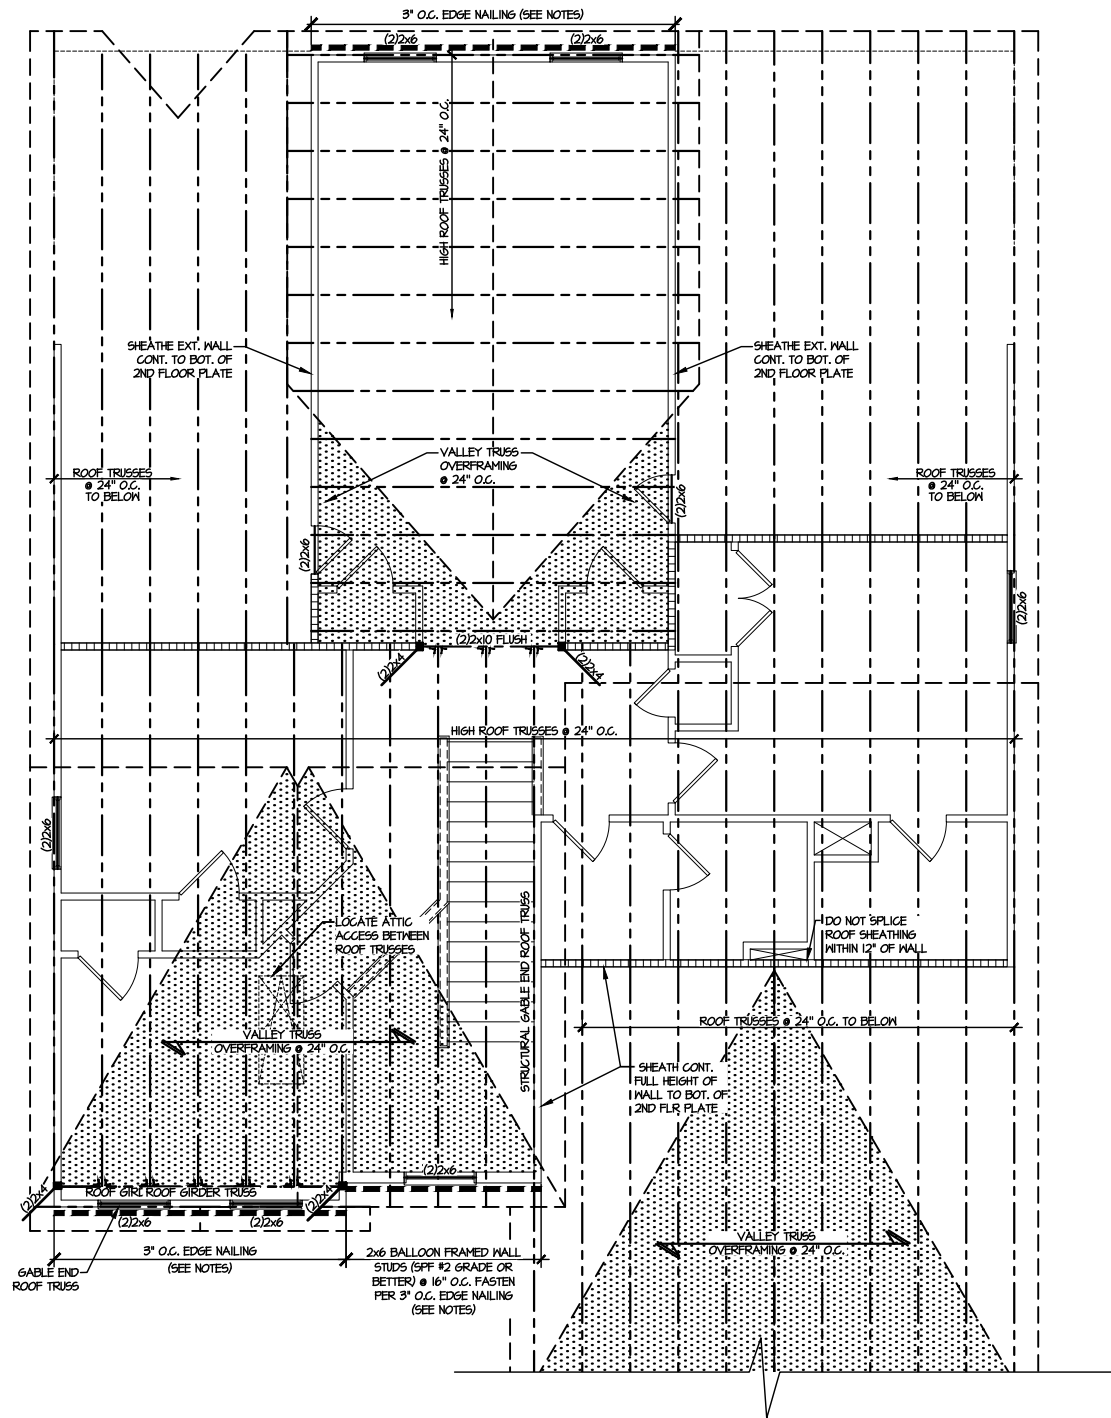 3" O.C. EDGE NAILING (SEE NOTES)
(2)2x6
(2)2x6
HIGH ROOF TRUSSES @ 24" O.C.
SHEATHE EXT. WALL
CONT. TO BOT. OF
2ND FLOOR PLATE
SHEATHE EXT. WALL
CONT. TO BOT. OF
2ND FLOOR PLATE
VALLEY TRUSS
OVERFRAMING
@ 24" O.C.
ROOF TRUSSES
@ 24" O.C.
TO BELOW
ROOF TRUSSES
@ 24" O.C.
TO BELOW
(2)2x6
(2)2x6
(2)2x6
(2)2x10 FLUSH
(2)2x4
(2)2x4
HIGH ROOF TRUSSES @ 24" O.C.
(2)2x6
LOCATE ATTIC
ACCESS BETWEEN
ROOF TRUSSES
STRUCTURAL GABLE END ROOF TRUSS
DO NOT SPLICE
ROOF SHEATHING
WITHIN 12" OF WALL
ROOF TRUSSES @ 24" O.C. TO BELOW
VALLEY TRUSS
OVERFRAMING @ 24" O.C.
SHEATH CONT.
FULL HEIGHT OF
WALL TO BOT. OF
2ND FLR PLATE
(2)2x6
(2)2x4
ROOF GIRL ROOF GIRDER TRUSS
(2)2x4
(2)2x6
(2)2x6
VALLEY TRUSS
OVERFRAMING @ 24" O.C.
3" O.C. EDGE NAILING
(SEE NOTES)
GABLE END
ROOF TRUSS
2x6 BALLOON FRAMED WALL
STUDS (SPF #2 GRADE OR
BETTER) @ 16" O.C. FASTEN
PER 3" O.C. EDGE NAILING
(SEE NOTES)